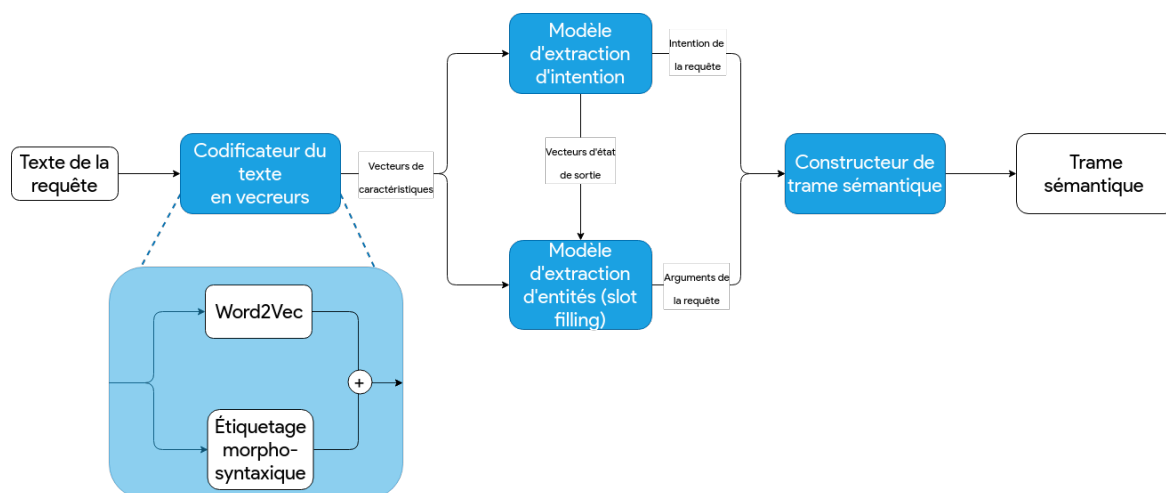 Texte de la
requête
Codificateur du
texte
en vecreurs
Vecteurs de
caractéristiques
Modèle
d'extraction
d'intention
Intention de
la requête
Vecteurs d'état
de sortie
Modèle
d'extraction
d'entités (slot
filling)
Arguments de
la requête
Constructeur de
trame sémantique
Trame
sémantique
Word2Vec
+
Étiquetage
morpho-
syntaxique